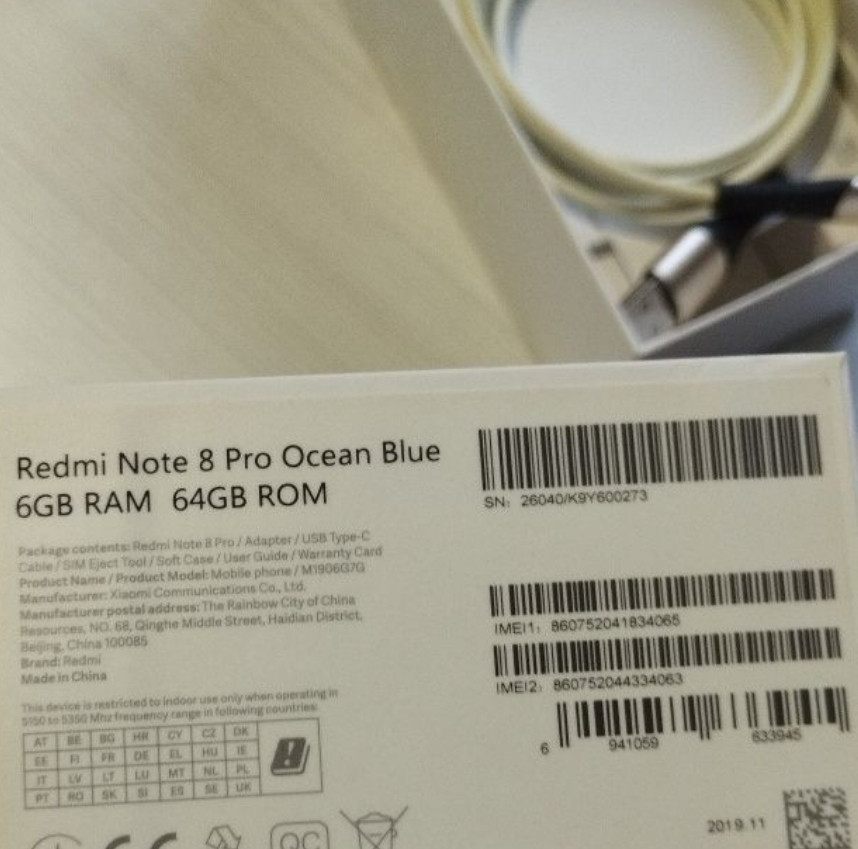 Redmi Note 8 Pro Ocean Blue
6GB RAM 64GB ROM
Package contents: Redmi Note 8 Pro / Adapter / USB Type-C
Cable / SIM Eject Tool / Soft Case / User Guide / Warranty Card
Product Name / Product Model: Mobile phone / M1906G7G
Manufacturer: Xiaomi Communications Co., Ltd.
Manufacturer postal address: The Rainbow City of China
Resources, NO. 68, Qinghe Middle Street, Haidian District,
Beijing, China 100085
Brand: Redmi
Made in China
This device is restricted to indoor use only when operating in
5150 to 5350 Mhz frequency range in following countries:
AT BE BG HR CY CZ DK
EE FI FR DE EL HU IE
IT LV LT LU MT NL PL
PT RO SK SI ES SE UK
QC
SN: 26040/K9Y600273
IMEI1: 860752041834065
IMEI2: 860752044334063
6 941059 633945
2019.11